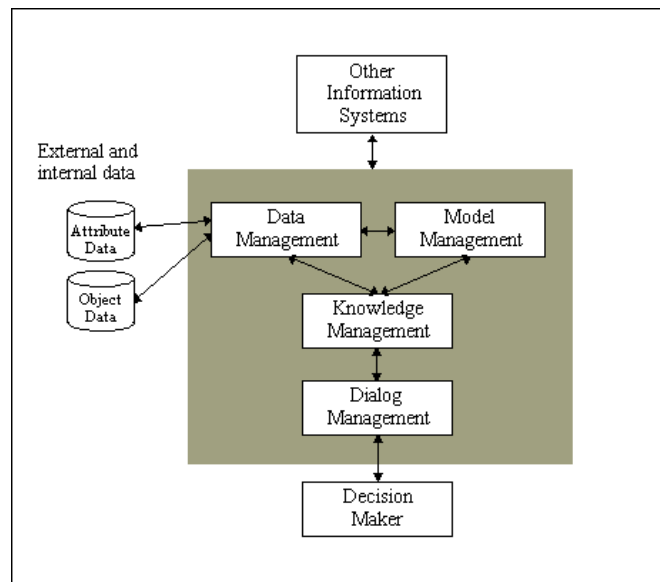 Other
Information
Systems
External and
internal data
Attribute
Data
Object
Data
Data
Management
Model
Management
Knowledge
Management
Dialog
Management
Decision
Maker